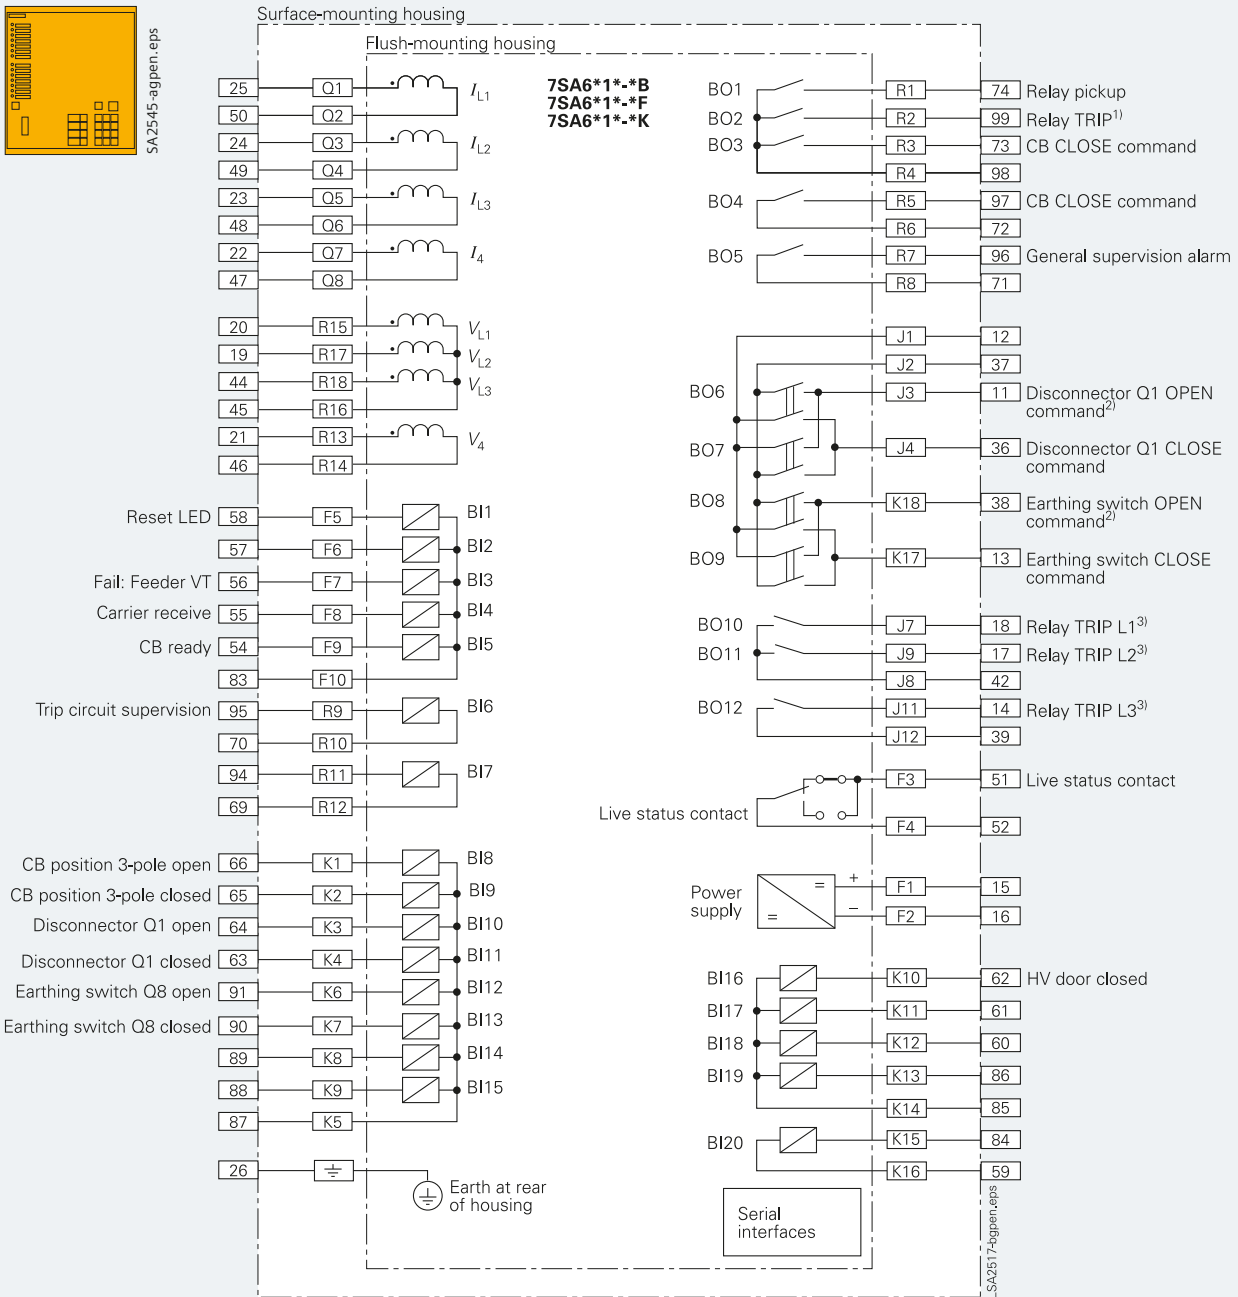 Surface-mounting housing
Flush-mounting housing
SA2545-agpen.eps
7SA6*1*-*B
7SA6*1*-*F
7SA6*1*-*K
25 Q1 I L1
50 Q2
24 Q3 I L2
49 Q4
23 Q5 I L3
48 Q6
22 Q7 I 4
47 Q8
20 R15 V L1
19 R17 V L2
44 R18 V L3
45 R16
21 R13 V 4
46 R14
Reset LED 58 F5 BI1
57 F6 BI2
Fail: Feeder VT 56 F7 BI3
Carrier receive 55 F8 BI4
CB ready 54 F9 BI5
83 F10
Trip circuit supervision 95 R9 BI6
70 R10
94 R11 BI7
69 R12
CB position 3-pole open 66 K1 BI8
CB position 3-pole closed 65 K2 BI9
Disconnector Q1 open 64 K3 BI10
Disconnector Q1 closed 63 K4 BI11
Earthing switch Q8 open 91 K6 BI12
Earthing switch Q8 closed 90 K7 BI13
89 K8 BI14
88 K9 BI15
87 K5
26
Earth at rear
of housing
BO1 R1 74 Relay pickup
BO2 R2 99 Relay TRIP1)
BO3 R3 73 CB CLOSE command
R4 98
BO4 R5 97 CB CLOSE command
R6 72
BO5 R7 96 General supervision alarm
R8 71
J1 12
J2 37
BO6 J3 11 Disconnector Q1 OPEN
command2)
BO7 J4 36 Disconnector Q1 CLOSE
command
BO8 K18 38 Earthing switch OPEN
command2)
BO9 K17 13 Earthing switch CLOSE
command
BO10 J7 18 Relay TRIP L13)
BO11 J9 17 Relay TRIP L23)
J8 42
BO12 J11 14 Relay TRIP L33)
J12 39
F3 51 Live status contact
Live status contact
F4 52
Power
supply
= =
+ F1 15
− F2 16
BI16 K10 62 HV door closed
BI17 K11 61
BI18 K12 60
BI19 K13 86
K14 85
BI20 K15 84
K16 59
Serial
interfaces
LSA2517-bgpen.eps